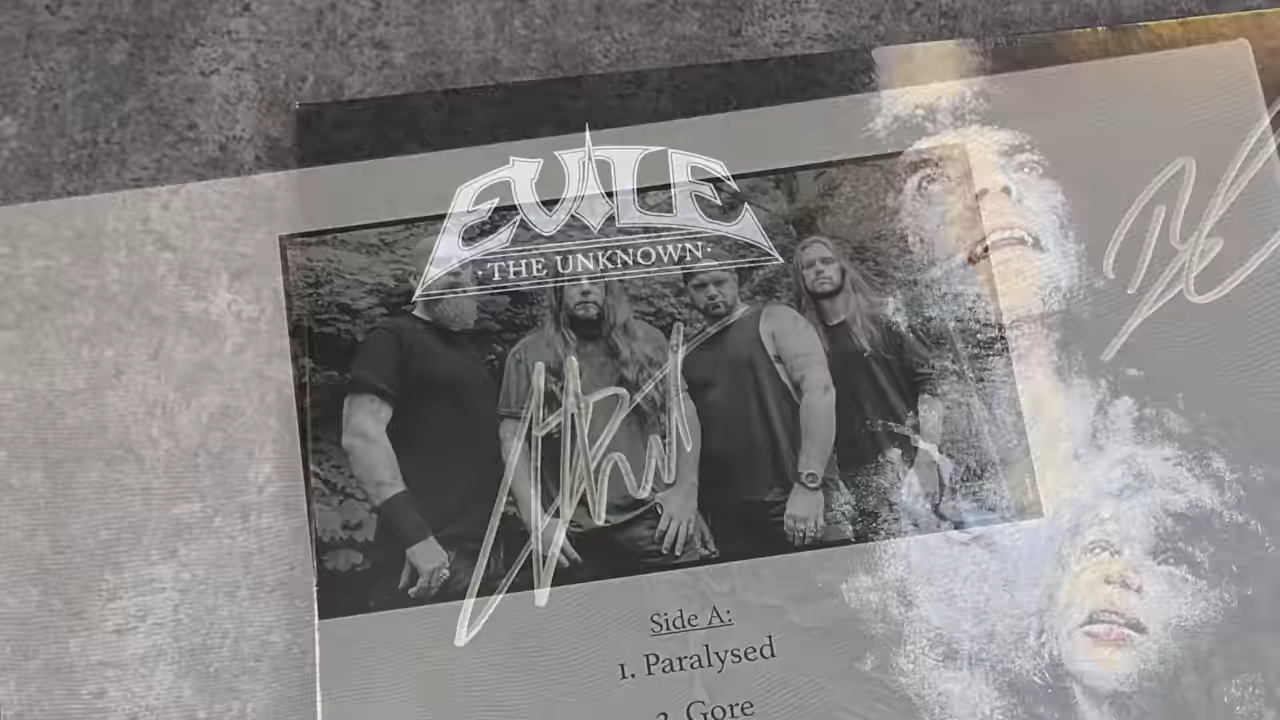 EVILE
·THE UNKNOWN·
Side A:
1. Paralysed
2. Gore